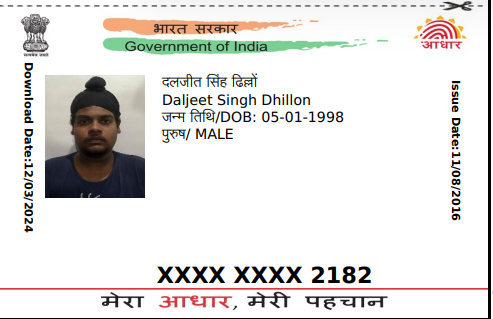 भारत सरकार
Government of India
आधार
Download Date:12/03/2024
Issue Date:11/08/2016
दलजीत सिंह ढिल्लों
Daljeet Singh Dhillon
जन्म तिथि/DOB: 05-01-1998
पुरुष/ MALE
XXXX XXXX 2182
मेरा आधार, मेरी पहचान